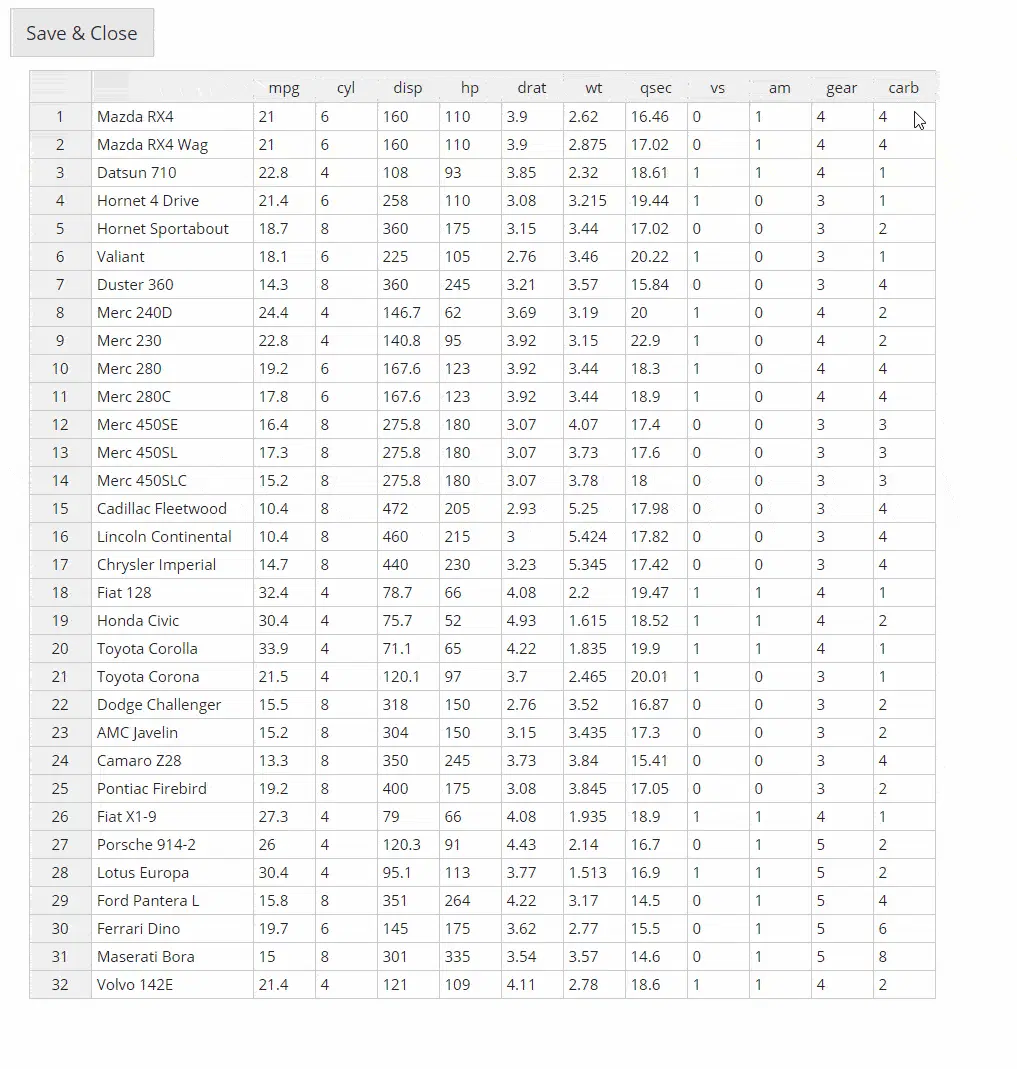 Save & Close
mpg cyl disp hp drat wt qsec vs am gear carb
1 Mazda RX4 21 6 160 110 3.9 2.62 16.46 0 1 4 4
2 Mazda RX4 Wag 21 6 160 110 3.9 2.875 17.02 0 1 4 4
3 Datsun 710 22.8 4 108 93 3.85 2.32 18.61 1 1 4 1
4 Hornet 4 Drive 21.4 6 258 110 3.08 3.215 19.44 1 0 3 1
5 Hornet Sportabout 18.7 8 360 175 3.15 3.44 17.02 0 0 3 2
6 Valiant 18.1 6 225 105 2.76 3.46 20.22 1 0 3 1
7 Duster 360 14.3 8 360 245 3.21 3.57 15.84 0 0 3 4
8 Merc 240D 24.4 4 146.7 62 3.69 3.19 20 1 0 4 2
9 Merc 230 22.8 4 140.8 95 3.92 3.15 22.9 1 0 4 2
10 Merc 280 19.2 6 167.6 123 3.92 3.44 18.3 1 0 4 4
11 Merc 280C 17.8 6 167.6 123 3.92 3.44 18.9 1 0 4 4
12 Merc 450SE 16.4 8 275.8 180 3.07 4.07 17.4 0 0 3 3
13 Merc 450SL 17.3 8 275.8 180 3.07 3.73 17.6 0 0 3 3
14 Merc 450SLC 15.2 8 275.8 180 3.07 3.78 18 0 0 3 3
15 Cadillac Fleetwood 10.4 8 472 205 2.93 5.25 17.98 0 0 3 4
16 Lincoln Continental 10.4 8 460 215 3 5.424 17.82 0 0 3 4
17 Chrysler Imperial 14.7 8 440 230 3.23 5.345 17.42 0 0 3 4
18 Fiat 128 32.4 4 78.7 66 4.08 2.2 19.47 1 1 4 1
19 Honda Civic 30.4 4 75.7 52 4.93 1.615 18.52 1 1 4 2
20 Toyota Corolla 33.9 4 71.1 65 4.22 1.835 19.9 1 1 4 1
21 Toyota Corona 21.5 4 120.1 97 3.7 2.465 20.01 1 0 3 1
22 Dodge Challenger 15.5 8 318 150 2.76 3.52 16.87 0 0 3 2
23 AMC Javelin 15.2 8 304 150 3.15 3.435 17.3 0 0 3 2
24 Camaro Z28 13.3 8 350 245 3.73 3.84 15.41 0 0 3 4
25 Pontiac Firebird 19.2 8 400 175 3.08 3.845 17.05 0 0 3 2
26 Fiat X1-9 27.3 4 79 66 4.08 1.935 18.9 1 1 4 1
27 Porsche 914-2 26 4 120.3 91 4.43 2.14 16.7 0 1 5 2
28 Lotus Europa 30.4 4 95.1 113 3.77 1.513 16.9 1 1 5 2
29 Ford Pantera L 15.8 8 351 264 4.22 3.17 14.5 0 1 5 4
30 Ferrari Dino 19.7 6 145 175 3.62 2.77 15.5 0 1 5 6
31 Maserati Bora 15 8 301 335 3.54 3.57 14.6 0 1 5 8
32 Volvo 142E 21.4 4 121 109 4.11 2.78 18.6 1 1 4 2